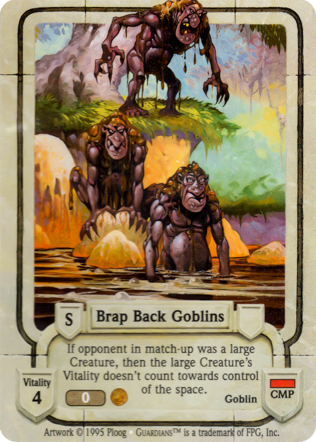 S Brap Back Goblins
If opponent in match-up was a large
Creature, then the large Creature's
Vitality doesn't count towards control
of the space.
Vitality
4
0
Goblin
CMP
Artwork © 1995 Ploog GUARDIANS™ is a trademark of FPG, Inc.